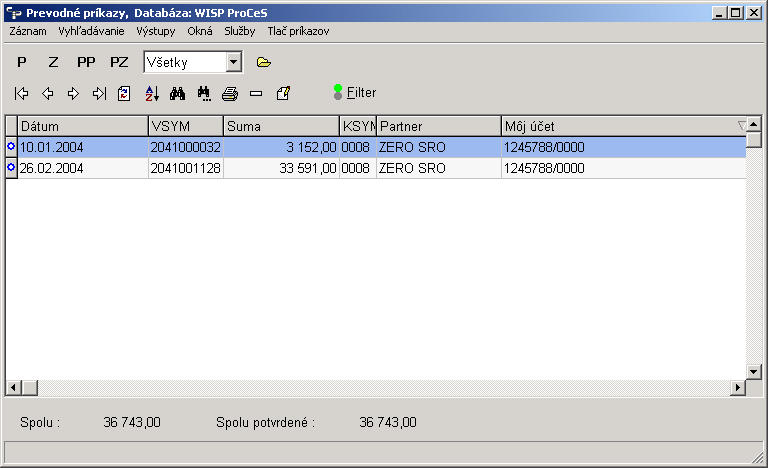 Prevodné príkazy, Databáza: WISP ProCeS
Záznam Vyhľadávanie Výstupy Okná Služby Tlač príkazov
P Z PP PZ Všetky
A Z Filter
Dátum VSYM Suma KSYM Partner Môj účet
10.01.2004 2041000032 3 152,00 0008 ZERO SRO 1245788/0000
26.02.2004 2041001128 33 591,00 0008 ZERO SRO 1245788/0000
Spolu : 36 743,00 Spolu potvrdené : 36 743,00